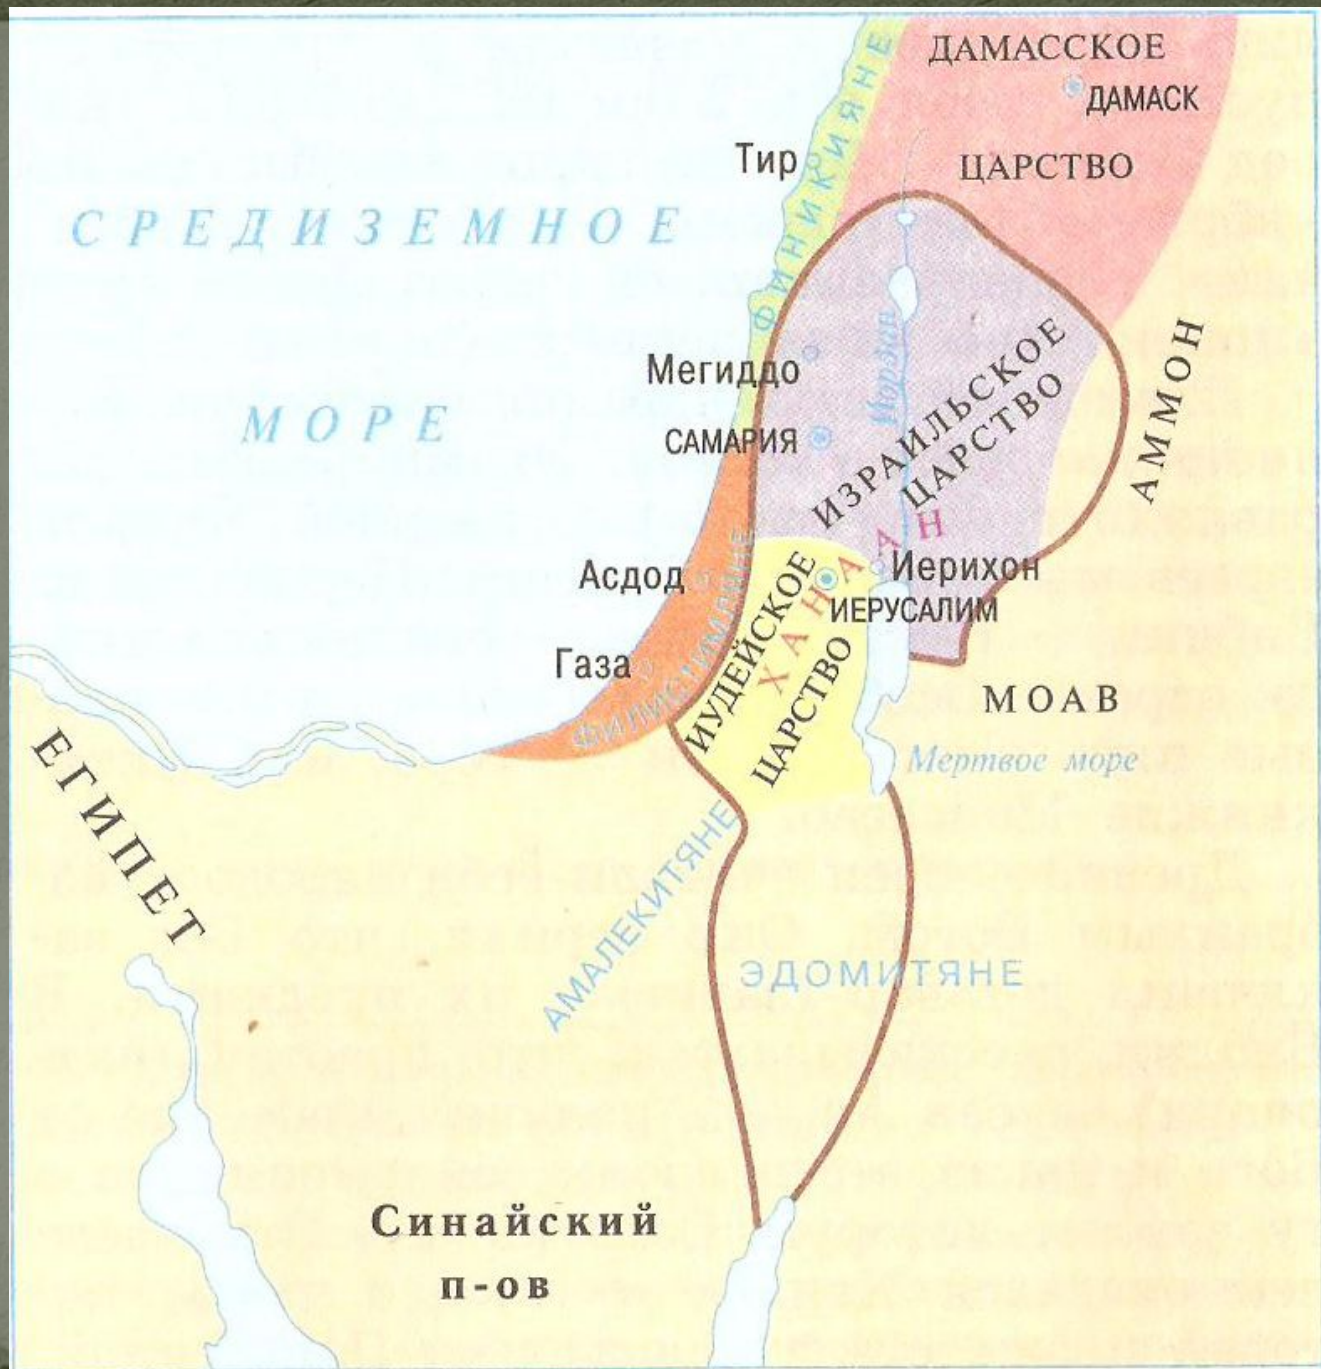 ДАМАССКОЕ
ДАМАСК
ЦАРСТВО
ФИНИКИЯНЕ
Тир
СРЕДИЗЕМНОЕ
МОРЕ
Иордан
Мегиддо
САМАРИЯ
ИЗРАИЛЬСКОЕ
ЦАРСТВО
АММОН
ХАНААН
Иерихон
ИЕРУСАЛИМ
Асдод
Газа
ФИЛИСТИМЛЯНЕ
ИУДЕЙСКОЕ
ЦАРСТВО
МОАВ
Мертвое море
ЕГИПЕТ
АМАЛЕКИТЯНЕ
ЭДОМИТЯНЕ
Синайский
п-ов